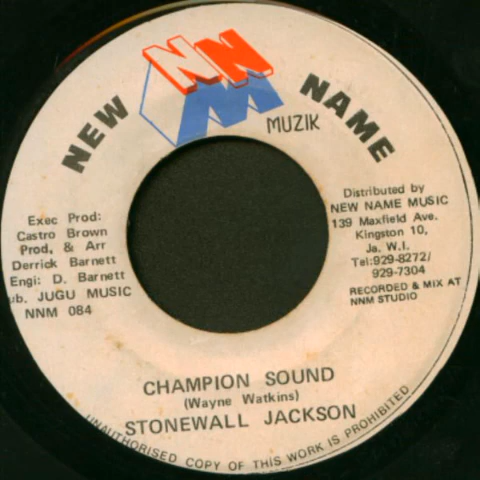 NNM
NEW NAME
MUZIK
Exec Prod:
Castro Brown
Prod, & Arr
Derrick Barnett
Engi: D. Barnett
ub. JUGU MUSIC
NNM 084
Distributed by
NEW NAME MUSIC
139 Maxfield Ave.
Kingston 10,
Ja. W.I.
Tel:929-8272/
929-7304
RECORDED & MIX AT
NNM STUDIO
CHAMPION SOUND
(Wayne Watkins)
STONEWALL JACKSON
UNAUTHORISED COPY OF THIS WORK IS PROHIBITED